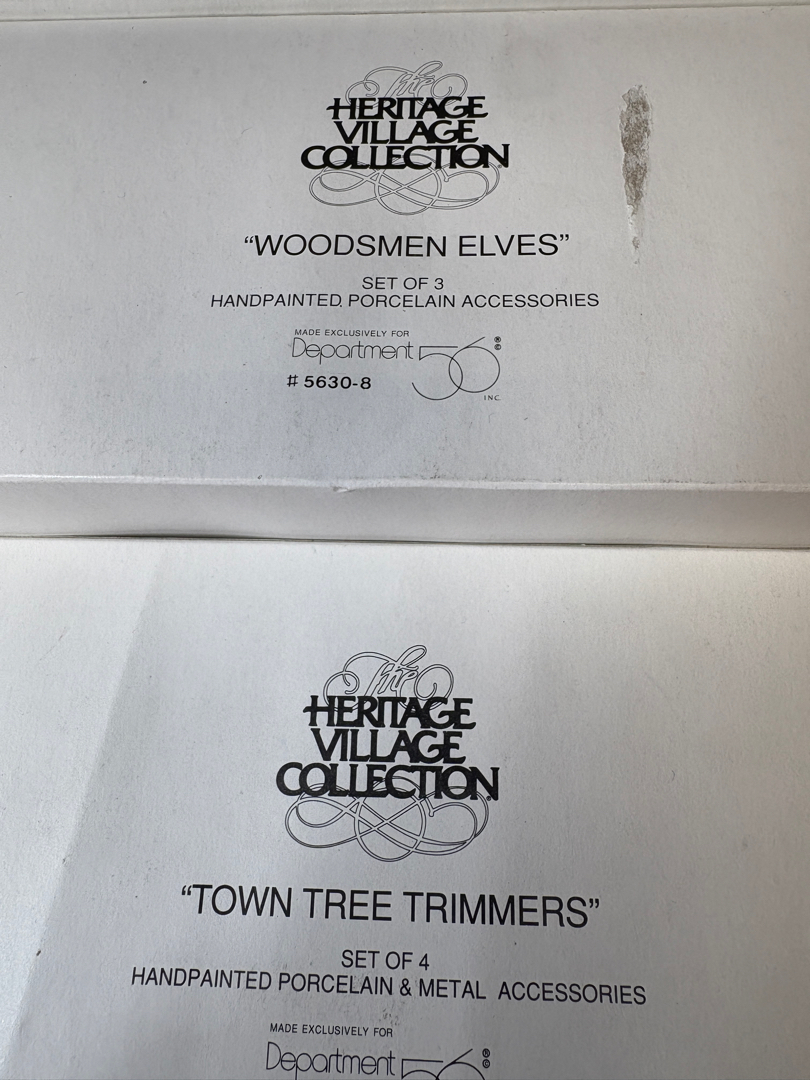 The
HERITAGE
VILLAGE
COLLECTION®
“WOODSMEN ELVES”
SET OF 3
HANDPAINTED PORCELAIN ACCESSORIES
MADE EXCLUSIVELY FOR
Department 56 ®©
INC.
# 5630-8
The
HERITAGE
VILLAGE
COLLECTION®
“TOWN TREE TRIMMERS”
SET OF 4
HANDPAINTED PORCELAIN & METAL ACCESSORIES
MADE EXCLUSIVELY FOR
Department 56 ®©